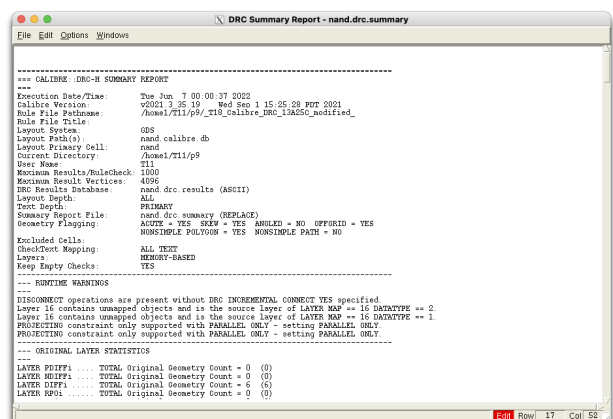 DRC Summary Report - nand.drc.summary
File Edit Options Windows
=== CALIBRE::DRC-H SUMMARY REPORT
===
Execution Date/Time: Tue Jun 7 00:00:37 2022
Calibre Version: v2021.3_35.19 Wed Sep 1 15:25:28 PDT 2021
Rule File Pathname: /home1/T11/p9/_T18_Calibre_DRC_13A25C_modified_
Rule File Title:
Layout System: GDS
Layout Path(s): nand.calibre.db
Layout Primary Cell: nand
Current Directory: /home1/T11/p9
User Name: T11
Maximum Results/RuleCheck: 1000
Maximum Result Vertices: 4096
DRC Results Database: nand.drc.results (ASCII)
Layout Depth: ALL
Text Depth: PRIMARY
Summary Report File: nand.drc.summary (REPLACE)
Geometry Flagging: ACUTE = YES SKEW = YES ANGLED = NO OFFGRID = YES
NONSIMPLE POLYGON = YES NONSIMPLE PATH = NO
Excluded Cells:
CheckText Mapping: ALL TEXT
Layers: MEMORY-BASED
Keep Empty Checks: YES
--- RUNTIME WARNINGS
---
DISCONNECT operations are present without DRC INCREMENTAL CONNECT YES specified.
Layer 16 contains unmapped objects and is the source layer of LAYER MAP == 16 DATATYPE == 2.
Layer 16 contains unmapped objects and is the source layer of LAYER MAP == 16 DATATYPE == 1.
PROJECTING constraint only supported with PARALLEL ONLY - setting PARALLEL ONLY.
PROJECTING constraint only supported with PARALLEL ONLY - setting PARALLEL ONLY.
--- ORIGINAL LAYER STATISTICS
---
LAYER PDIFFi .... TOTAL Original Geometry Count = 0 (0)
LAYER NDIFFi .... TOTAL Original Geometry Count = 0 (0)
LAYER DIFFi ..... TOTAL Original Geometry Count = 6 (6)
LAYER RPOi ...... TOTAL Original Geometry Count = 0 (0)
Edit Row 17 Col 52